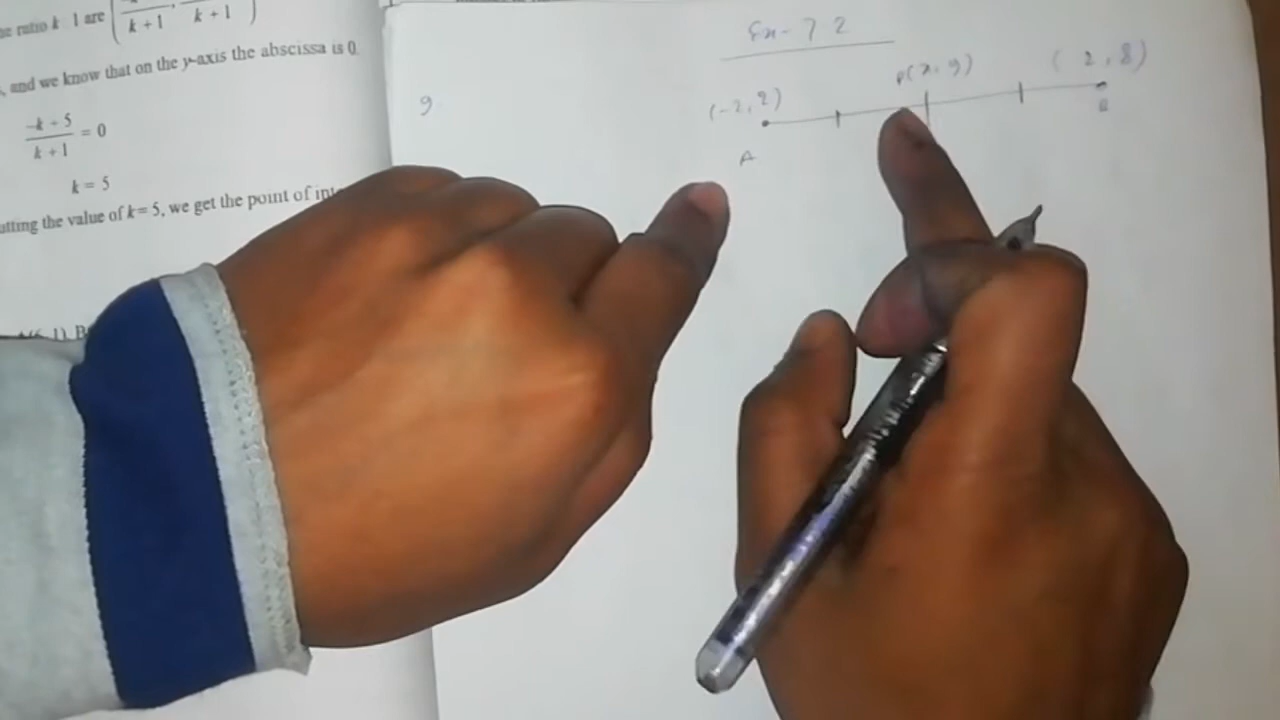 he ratio k 1 are ( k + 1 , k + 1 )
, and we know that on the y-axis the abscissa is 0.
-k + 5 / k + 1 = 0
k = 5
utting the value of k = 5, we get the point of
Ex - 7 2
9
(-2, 2)
P(x, y)
( 2, 8)
A
B